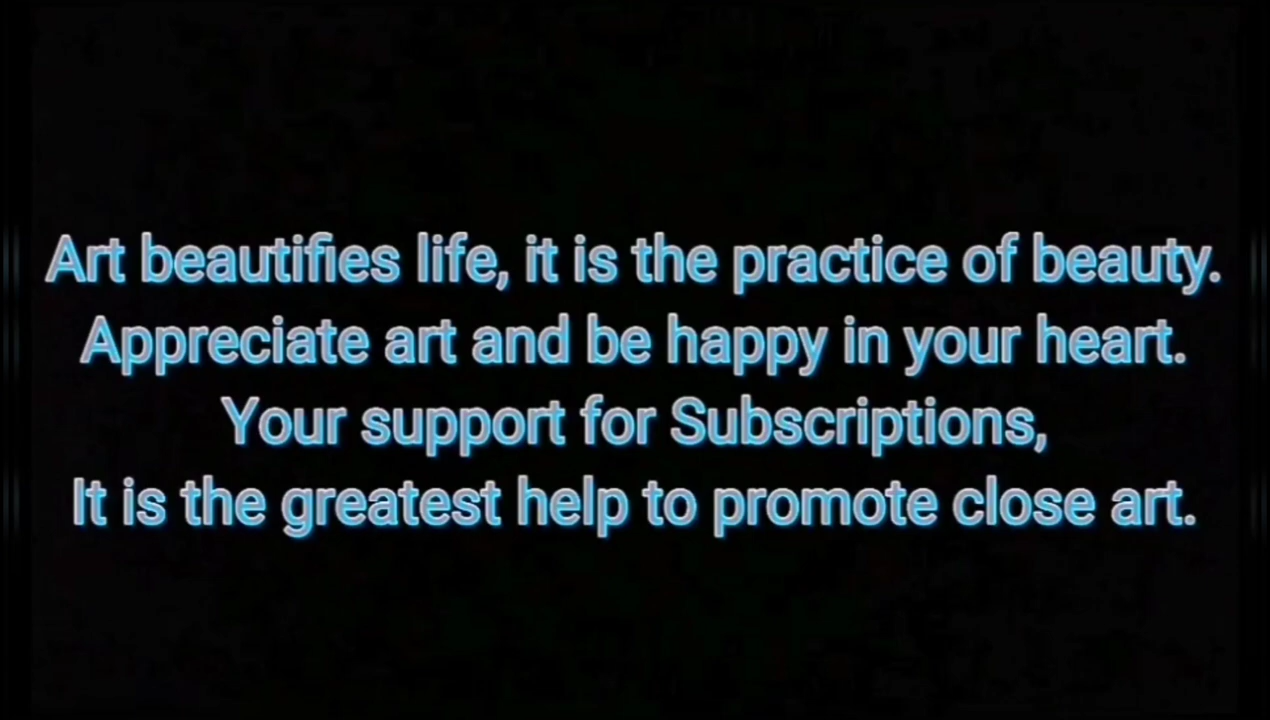 Art beautifies life, it is the practice of beauty.
Appreciate art and be happy in your heart.
Your support for Subscriptions,
It is the greatest help to promote close art.